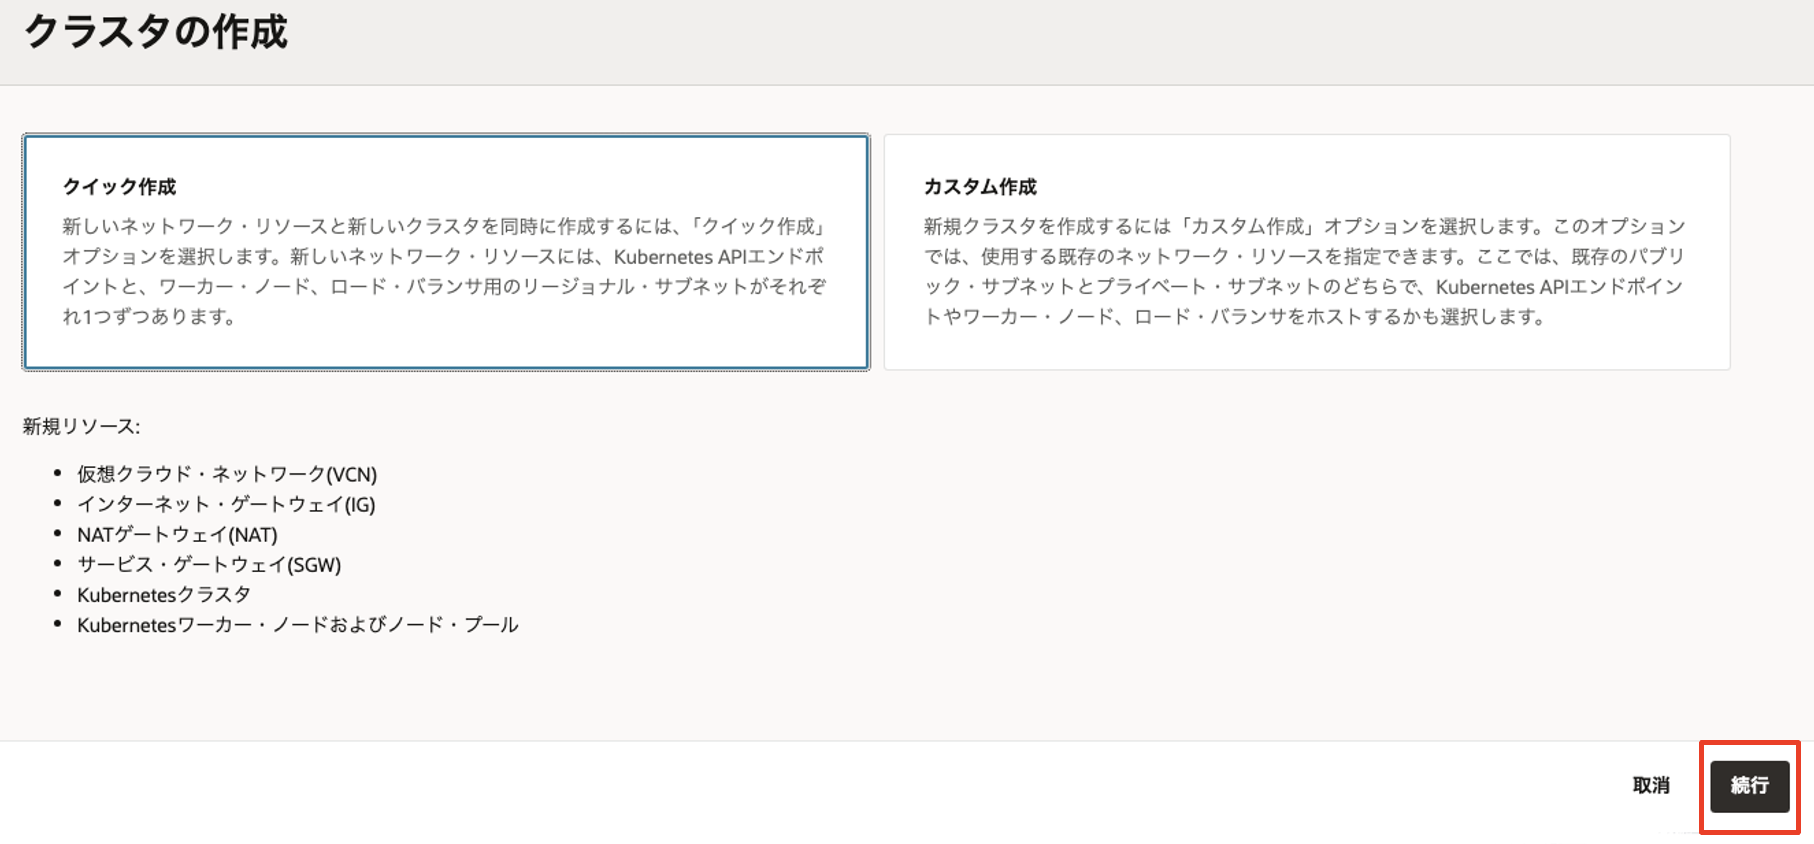 クラスタの作成
クイック作成
新しいネットワーク・リソースと新しいクラスタを同時に作成するには、「クイック作成」
オプションを選択します。新しいネットワーク・リソースには、Kubernetes APIエンドポ
イントと、ワーカー・ノード、ロード・バランサ用のリージョナル・サブネットがそれぞ
れ1つずつあります。
カスタム作成
新規クラスタを作成するには「カスタム作成」オプションを選択します。このオプション
では、使用する既存のネットワーク・リソースを指定できます。ここでは、既存のパブリ
ック・サブネットとプライベート・サブネットのどちらで、Kubernetes APIエンドポイン
トやワーカー・ノード、ロード・バランサをホストするかも選択します。
新規リソース:
• 仮想クラウド・ネットワーク(VCN)
• インターネット・ゲートウェイ(IG)
• NATゲートウェイ(NAT)
• サービス・ゲートウェイ(SGW)
• Kubernetesクラスタ
• Kubernetesワーカー・ノードおよびノード・プール
取消
続行